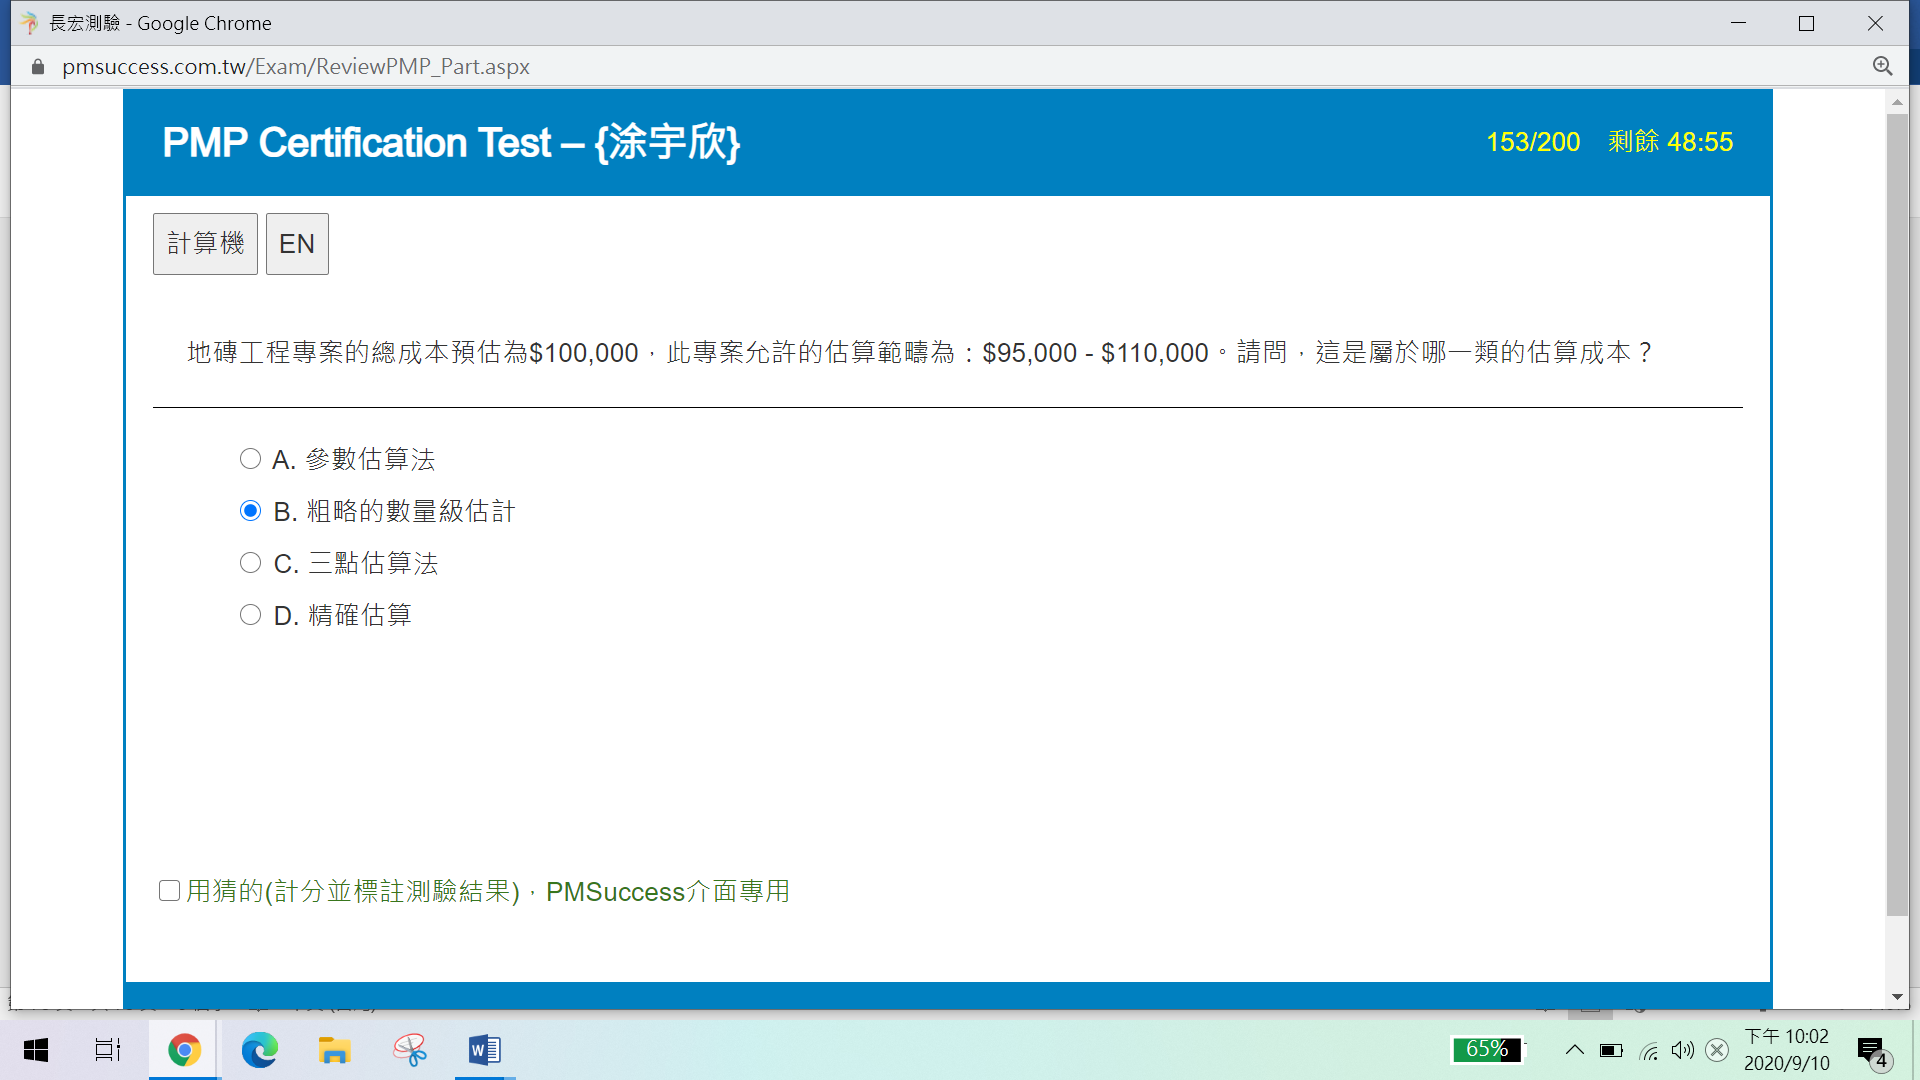 長宏測驗 - Google Chrome
pmsuccess.com.tw/Exam/ReviewPMP_Part.aspx
PMP Certification Test – {涂宇欣}
153/200 剩餘 48:55
計算機 EN
地磚工程專案的總成本預估為$100,000，此專案允許的估算範疇為：$95,000 - $110,000。請問，這是屬於哪一類的估算成本？
A. 參數估算法
B. 粗略的數量級估計
C. 三點估算法
D. 精確估算
用猜的(計分並標註測驗結果)，PMSuccess介面專用
65%
下午 10:02
2020/9/10
4